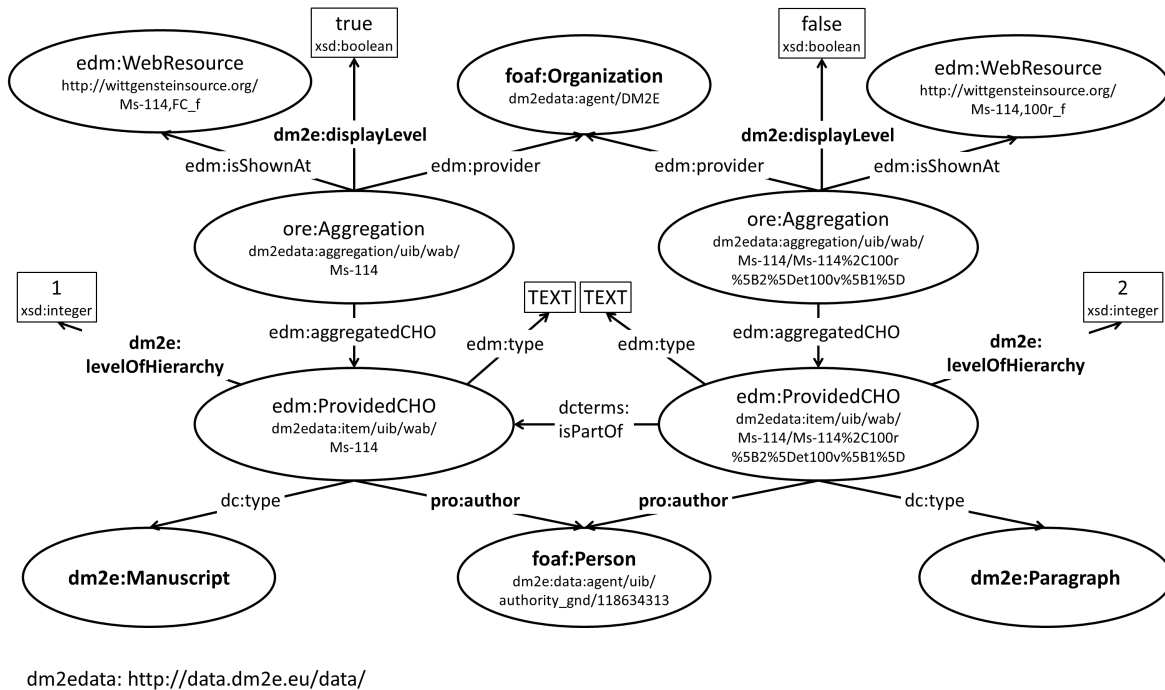 true
xsd:boolean
false
xsd:boolean
edm:WebResource
http://wittgensteinsource.org/
Ms-114,FC_f
foaf:Organization
dm2edata:agent/DM2E
edm:WebResource
http://wittgensteinsource.org/
Ms-114,100r_f
dm2e:displayLevel
dm2e:displayLevel
edm:isShownAt
edm:provider
edm:provider
edm:isShownAt
ore:Aggregation
dm2edata:aggregation/uib/wab/
Ms-114
ore:Aggregation
dm2edata:aggregation/uib/wab/
Ms-114/Ms-114%2C100r
%5B2%5Det100v%5B1%5D
1
xsd:integer
TEXT
TEXT
2
xsd:integer
edm:aggregatedCHO
edm:aggregatedCHO
dm2e:
levelOfHierarchy
edm:type
edm:type
dm2e:
levelOfHierarchy
edm:ProvidedCHO
dm2edata:item/uib/wab/
Ms-114
dcterms:
isPartOf
edm:ProvidedCHO
dm2edata:item/uib/wab/
Ms-114/Ms-114%2C100r
%5B2%5Det100v%5B1%5D
dc:type
pro:author
pro:author
dc:type
dm2e:Manuscript
foaf:Person
dm2e:data:agent/uib/
authority_gnd/118634313
dm2e:Paragraph
dm2edata: http://data.dm2e.eu/data/